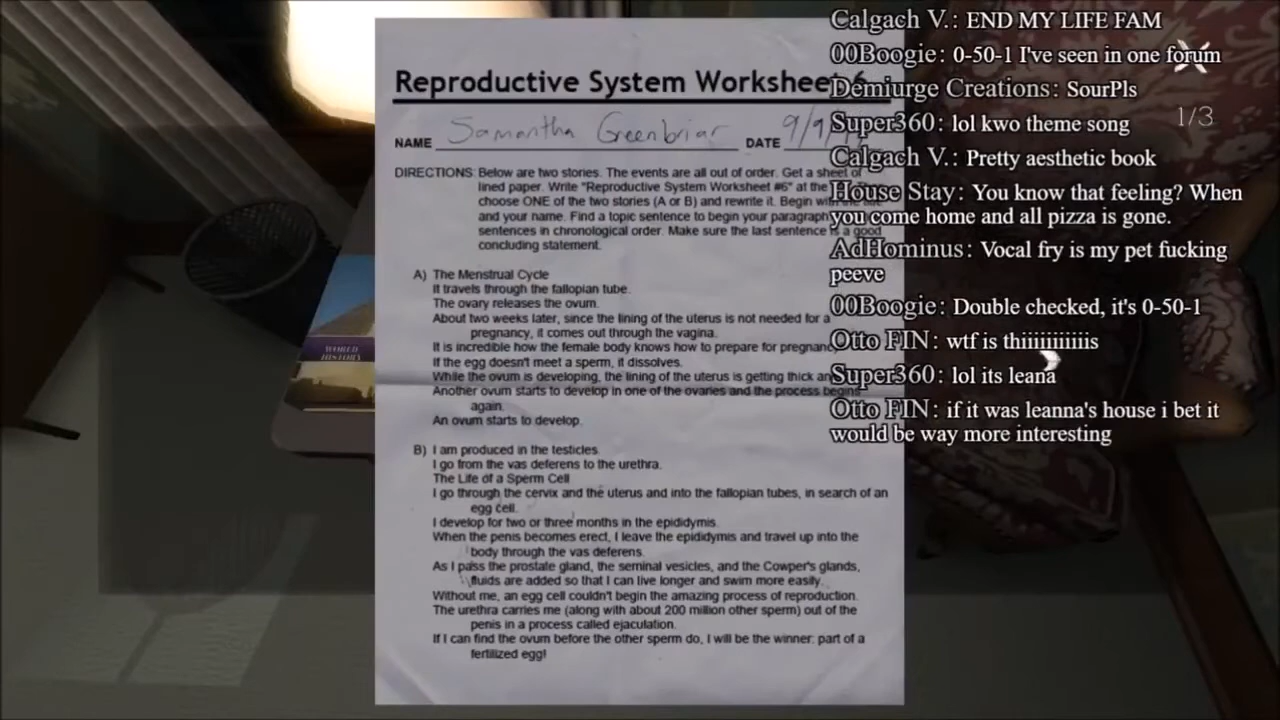 Reproductive System Worksheet 6
NAME Samantha Greenbriar DATE 9/9/
DIRECTIONS: Below are two stories. The events are all out of order. Get a sheet of
lined paper. Write "Reproductive System Worksheet #6" at the
choose ONE of the two stories (A or B) and rewrite it. Begin with
and your name. Find a topic sentence to begin your paragraph
sentences in chronological order. Make sure the last sentence is a good
concluding statement.
A) The Menstrual Cycle
It travels through the fallopian tube.
The ovary releases the ovum.
About two weeks later, since the lining of the uterus is not needed for a
pregnancy, it comes out through the vagina.
It is incredible how the female body knows how to prepare for
If the egg doesn't meet a sperm, it dissolves.
While the ovum is developing, the lining of the uterus is getting thick
Another ovum starts to develop in one of the ovaries and the process begins
again.
An ovum starts to develop.
B) I am produced in the testicles.
I go from the vas deferens to the urethra.
The Life of a Sperm Cell
I go through the cervix and the uterus and into the fallopian tubes, in search of an
egg cell.
I develop for two or three months in the epididymis.
When the penis becomes erect, I leave the epididymis and travel up into the
body through the vas deferens.
As I pass the prostate gland, the seminal vesicles, and the Cowper's glands,
fluids are added so that I can live longer and swim more easily.
Without me, an egg cell couldn't begin the amazing process of reproduction.
The urethra carries me (along with about 200 million other sperm) out of the
penis in a process called ejaculation.
If I can find the ovum before the other sperm do, I will be the winner: part of a
fertilized egg!
WORLD
HISTORY
1/3
Calgach V.: END MY LIFE FAM
00Boogie: 0-50-1 I've seen in one forum
Demiurge Creations: SourPls
Super360: lol kwo theme song
Calgach V.: Pretty aesthetic book
House Stay: You know that feeling? When
you come home and all pizza is gone.
AdHominus: Vocal fry is my pet fucking
peeve
00Boogie: Double checked, it's 0-50-1
Otto FIN: wtf is thiiiiiiiiiiis
Super360: lol its leana
Otto FIN: if it was leanna's house i bet it
would be way more interesting